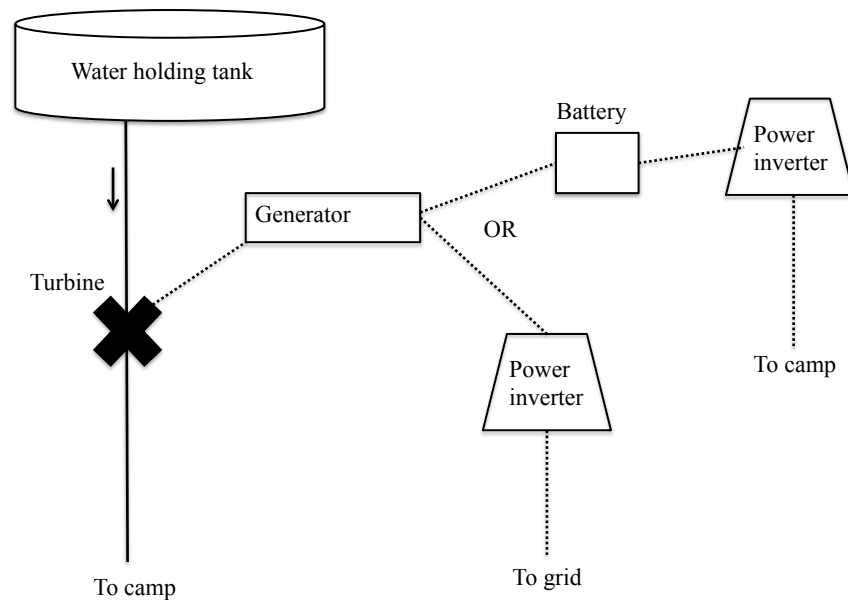 Water holding tank
Battery
Power
inverter
Generator
OR
Turbine
Power
inverter
To camp
To grid
To camp